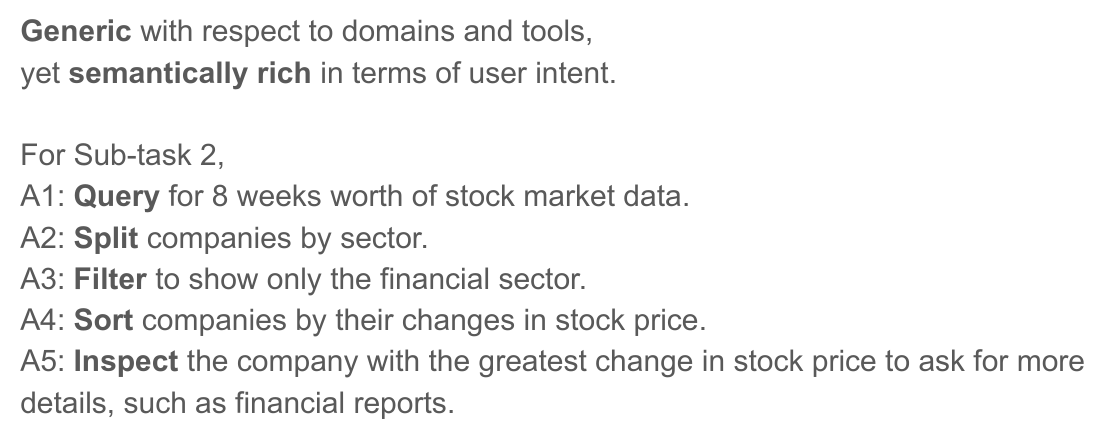 Generic with respect to domains and tools,
yet semantically rich in terms of user intent.
For Sub-task 2,
A1: Query for 8 weeks worth of stock market data.
A2: Split companies by sector.
A3: Filter to show only the financial sector.
A4: Sort companies by their changes in stock price.
A5: Inspect the company with the greatest change in stock price to ask for more
details, such as financial reports.